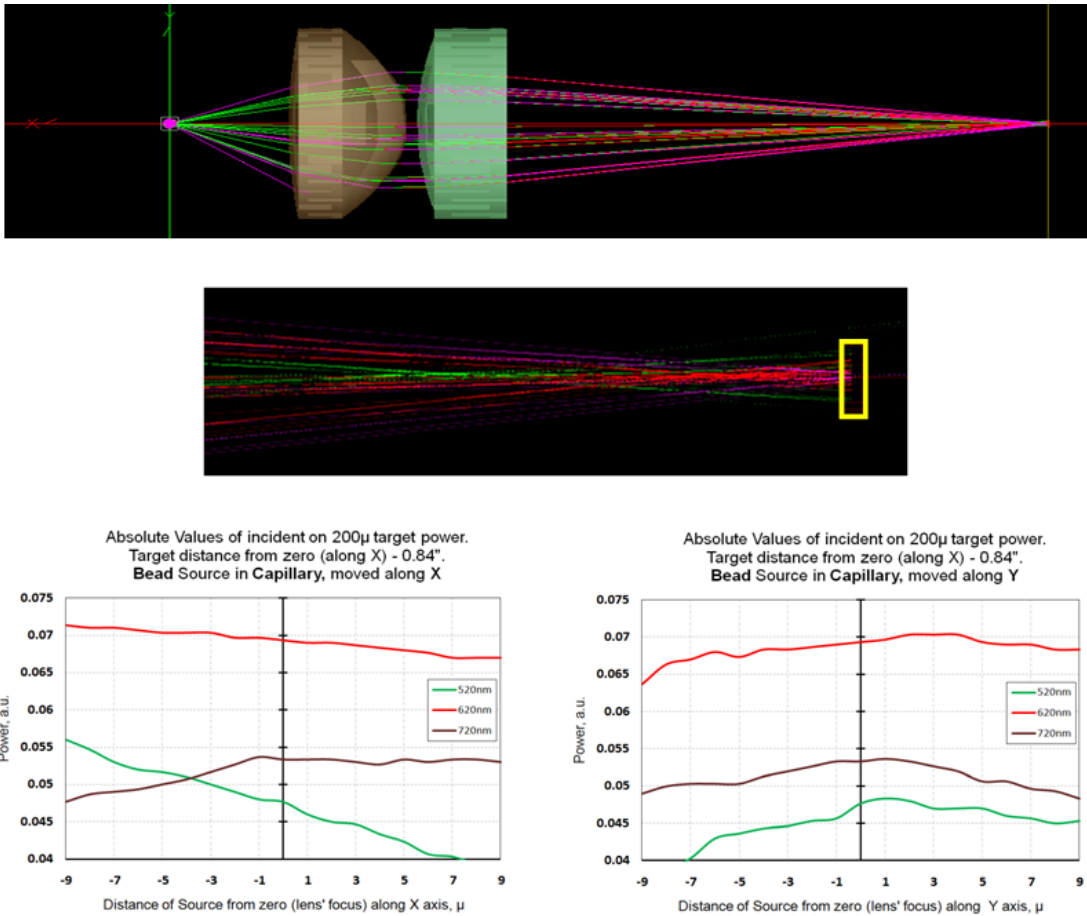 Y
X
Absolute Values of incident on 200µ target power.
Target distance from zero (along X) - 0.84".
Bead Source in Capillary, moved along X
0.075
0.07
0.065
0.06
0.055
0.05
0.045
0.04
Power, a.u.
520nm
620nm
720nm
-9 -7 -5 -3 -1 1 3 5 7 9
Distance of Source from zero (lens' focus) along X axis, µ
Absolute Values of incident on 200µ target power.
Target distance from zero (along X) - 0.84".
Bead Source in Capillary, moved along Y
0.075
0.07
0.065
0.06
0.055
0.05
0.045
0.04
Power, a.u.
520nm
620nm
720nm
-9 -7 -5 -3 -1 1 3 5 7 9
Distance of Source from zero (lens' focus) along Y axis, µ